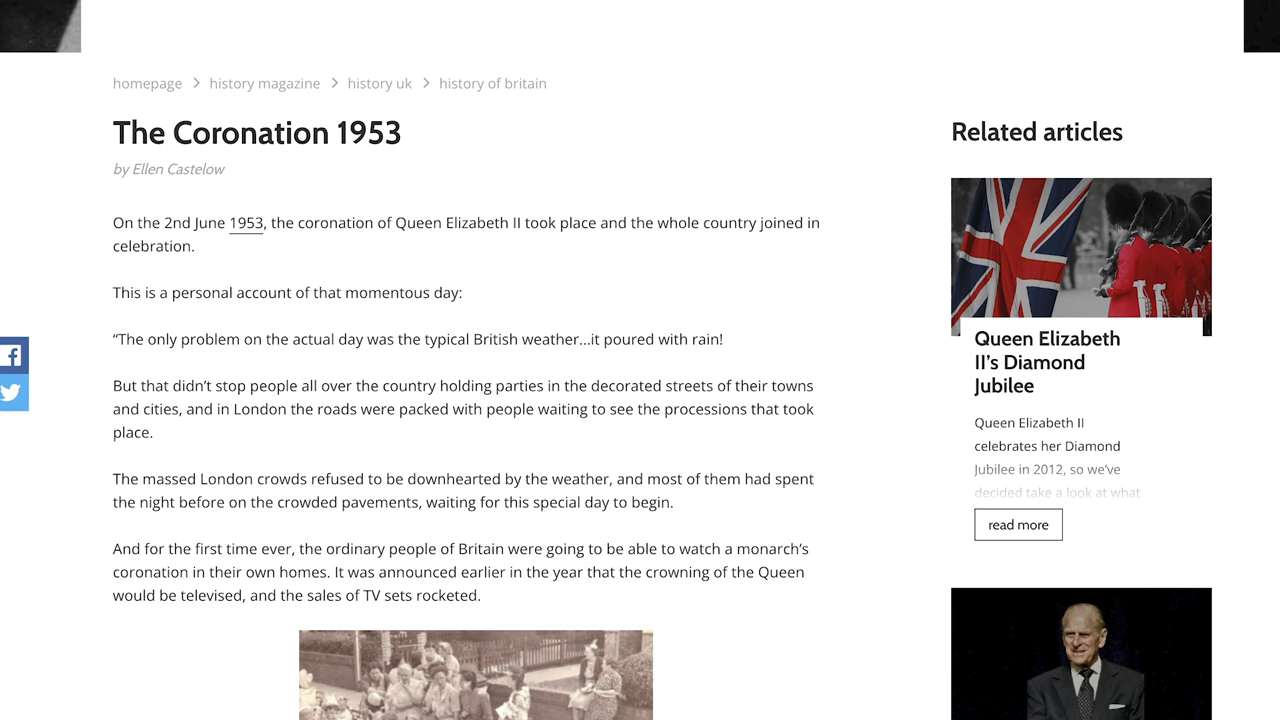 homepage > history magazine > history uk > history of britain
The Coronation 1953
by Ellen Castelow
On the 2nd June 1953, the coronation of Queen Elizabeth II took place and the whole country joined in
celebration.
This is a personal account of that momentous day:
“The only problem on the actual day was the typical British weather…it poured with rain!
But that didn’t stop people all over the country holding parties in the decorated streets of their towns
and cities, and in London the roads were packed with people waiting to see the processions that took
place.
The massed London crowds refused to be downhearted by the weather, and most of them had spent
the night before on the crowded pavements, waiting for this special day to begin.
And for the first time ever, the ordinary people of Britain were going to be able to watch a monarch’s
coronation in their own homes. It was announced earlier in the year that the crowning of the Queen
would be televised, and the sales of TV sets rocketed.
Related articles
Queen Elizabeth
II’s Diamond
Jubilee
Queen Elizabeth II
celebrates her Diamond
Jubilee in 2012, so we’ve
decided take a look at what
read more